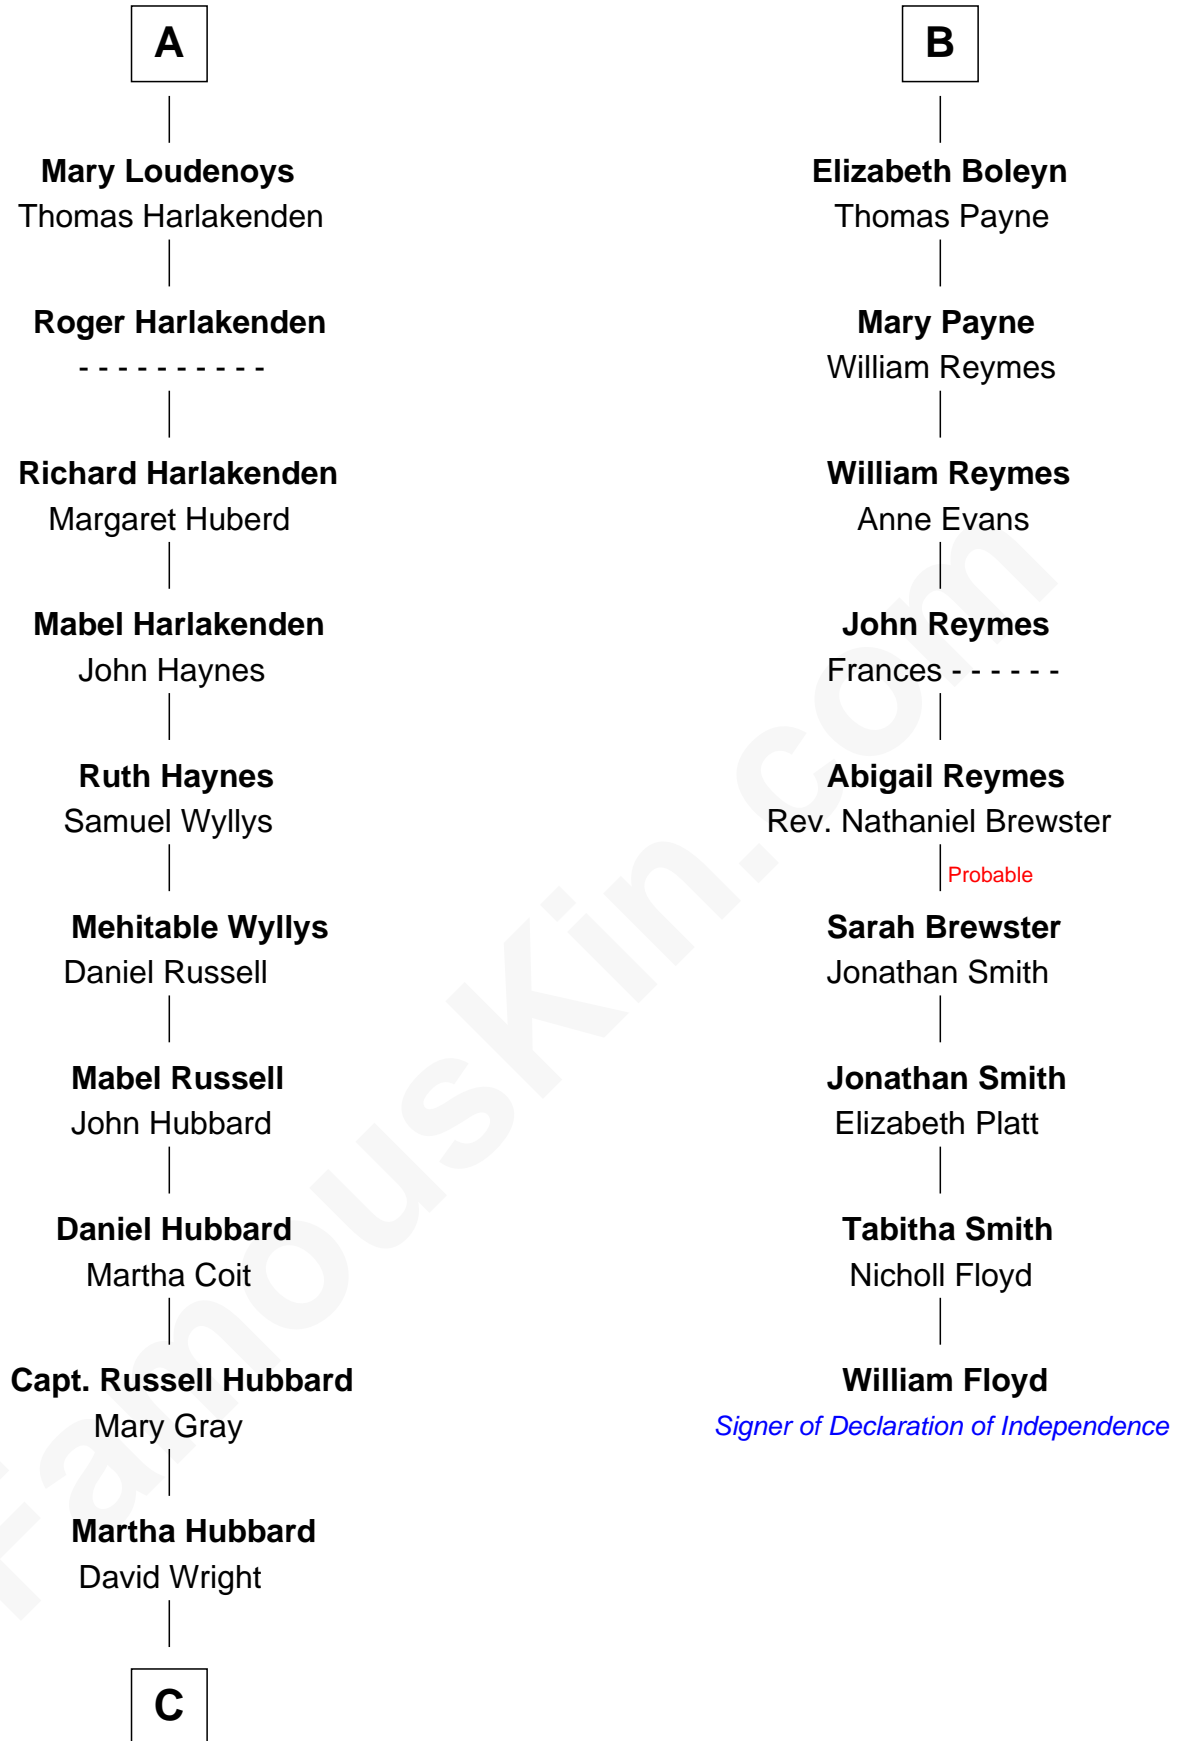 A
Mary Loudenoys
Thomas Harlakenden
Roger Harlakenden
- - - - - - - - - -
Richard Harlakenden
Margaret Huberd
Mabel Harlakenden
John Haynes
Ruth Haynes
Samuel Wyllys
Mehitable Wyllys
Daniel Russell
Mabel Russell
John Hubbard
Daniel Hubbard
Martha Coit
Capt. Russell Hubbard
Mary Gray
Martha Hubbard
David Wright
C
B
Elizabeth Boleyn
Thomas Payne
Mary Payne
William Reymes
William Reymes
Anne Evans
John Reymes
Frances - - - - - -
Abigail Reymes
Rev. Nathaniel Brewster
Probable
Sarah Brewster
Jonathan Smith
Jonathan Smith
Elizabeth Platt
Tabitha Smith
Nicholl Floyd
William Floyd
Signer of Declaration of Independence
FamousKin.com